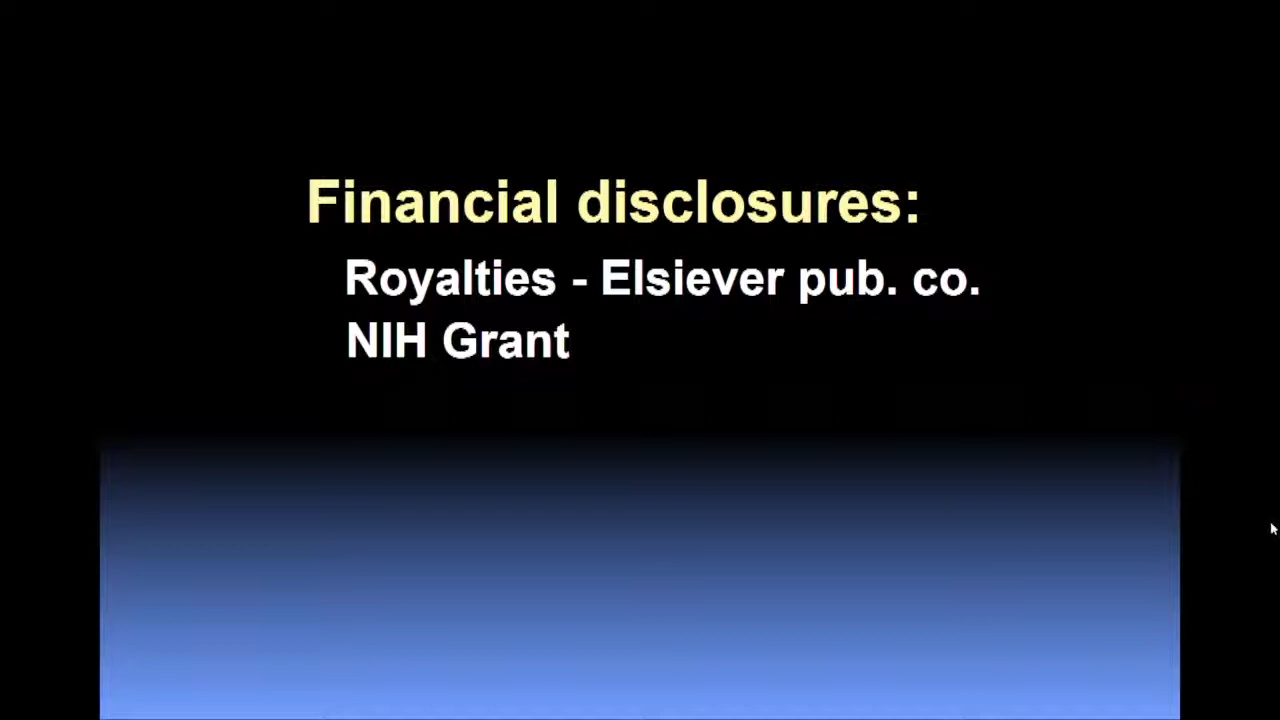 Financial disclosures:
Royalties - Elsiever pub. co.
NIH Grant